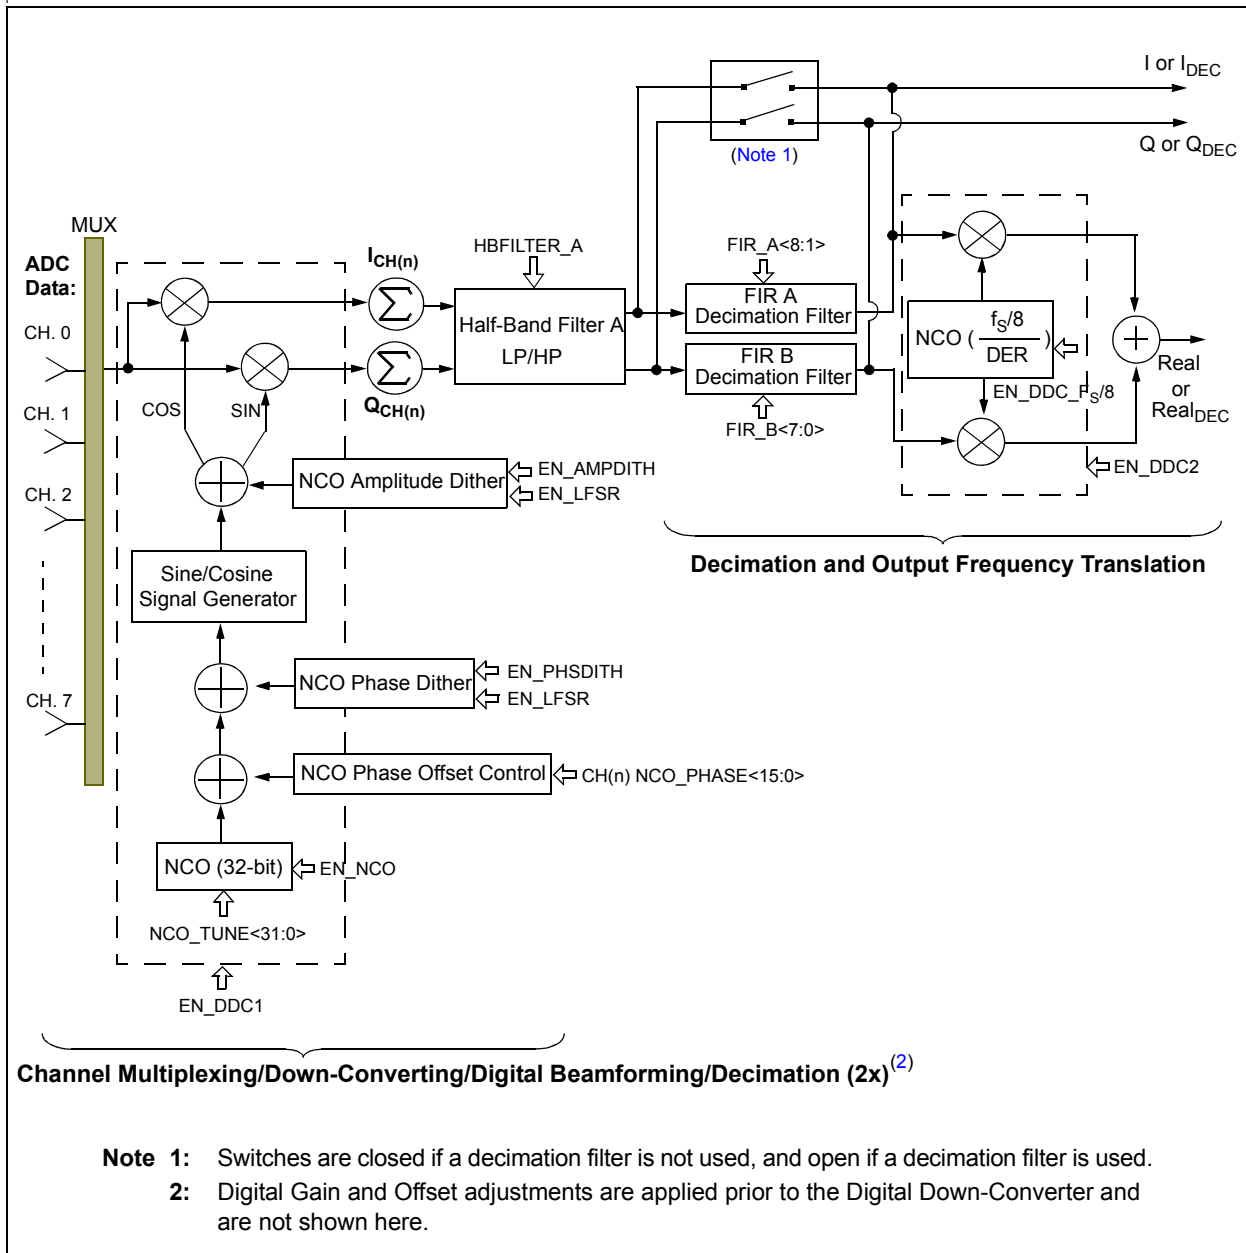 I or I_DEC
Q or Q_DEC
(Note 1)
MUX
ADC
Data:
CH. 0
CH. 1
CH. 2
CH. 7
I_CH(n)
Q_CH(n)
COS
SIN
HBFILTER_A
Half-Band Filter A
LP/HP
FIR_A<8:1>
FIR A
Decimation Filter
FIR B
Decimation Filter
FIR_B<7:0>
NCO ( f_S/8 / DER )
EN_DDC_F_S/8
EN_DDC2
Real
or
Real_DEC
NCO Amplitude Dither
EN_AMPDITH
EN_LFSR
Sine/Cosine
Signal Generator
NCO Phase Dither
EN_PHSDITH
EN_LFSR
NCO Phase Offset Control
CH(n) NCO_PHASE<15:0>
NCO (32-bit)
EN_NCO
NCO_TUNE<31:0>
EN_DDC1
Decimation and Output Frequency Translation
Channel Multiplexing/Down-Converting/Digital Beamforming/Decimation (2x)(2)
Note 1: Switches are closed if a decimation filter is not used, and open if a decimation filter is used.
2: Digital Gain and Offset adjustments are applied prior to the Digital Down-Converter and
are not shown here.